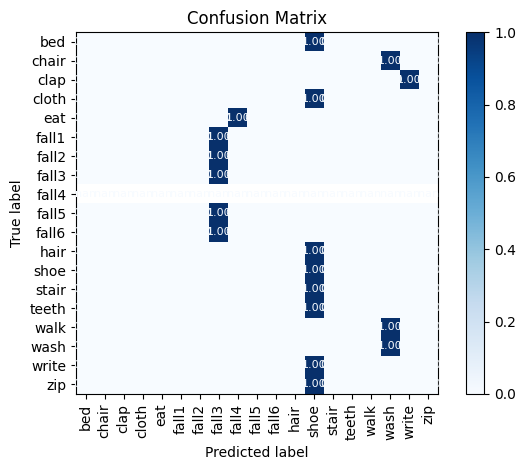 Confusion Matrix
True label
bed 1.00
chair 1.00
clap 1.00
cloth 1.00
eat 1.00
fall1 1.00
fall2 1.00
fall3 1.00
fall4
fall5 1.00
fall6 1.00
hair 1.00
shoe 1.00
stair 1.00
teeth 1.00
walk 1.00
wash 1.00
write 1.00
zip 1.00
bed chair clap cloth eat fall1 fall2 fall3 fall4 fall5 fall6 hair shoe stair teeth walk wash write zip
Predicted label
1.0
0.8
0.6
0.4
0.2
0.0